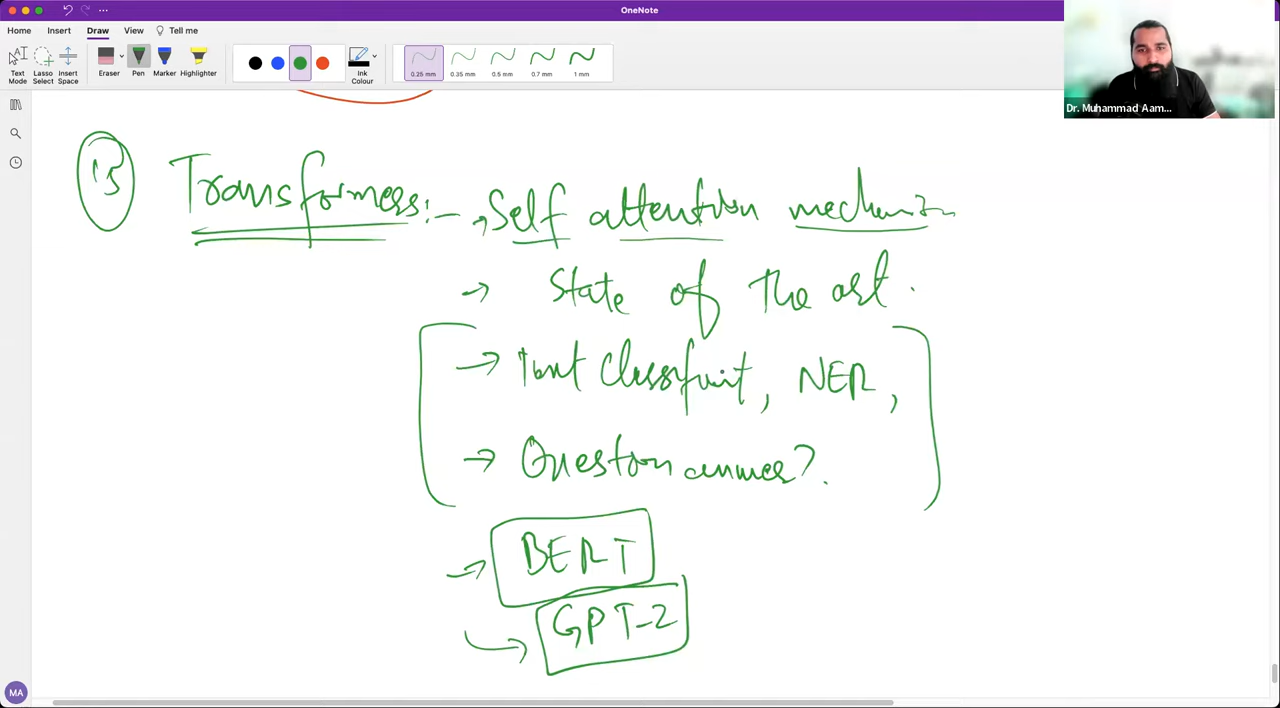 OneNote
Home Insert Draw View Tell me
Text Mode
Lasso Select
Insert Space
Eraser
Pen
Marker
Highlighter
Ink Colour
0.25 mm
0.35 mm
0.5 mm
0.7 mm
1 mm
Dr. Muhammad Aam...
Transformers:- → Self attention mechanism
→ State of the art.
→ Text Classificat, NER,
→ Question answer?
→ BERT
→ GPT-2
MA